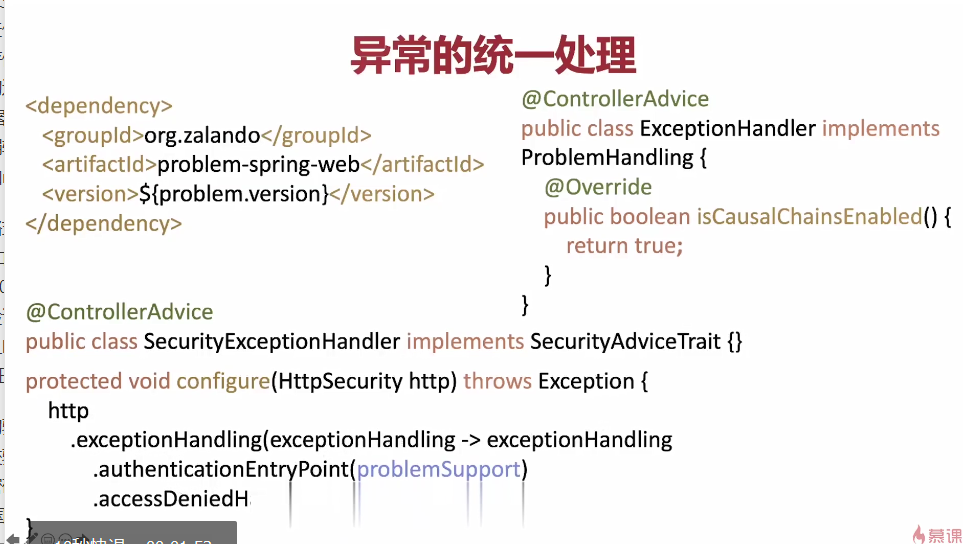 异常的统一处理
<dependency>
<groupId>org.zalando</groupId>
<artifactId>problem-spring-web</artifactId>
<version>${problem.version}</version>
</dependency>
@ControllerAdvice
public class ExceptionHandler implements
ProblemHandling {
@Override
public boolean isCausalChainsEnabled() {
return true;
}
}
@ControllerAdvice
public class SecurityExceptionHandler implements SecurityAdviceTrait {}
protected void configure(HttpSecurity http) throws Exception {
http
.exceptionHandling(exceptionHandling -> exceptionHandling
.authenticationEntryPoint(problemSupport)
.accessDeniedH
}
慕课